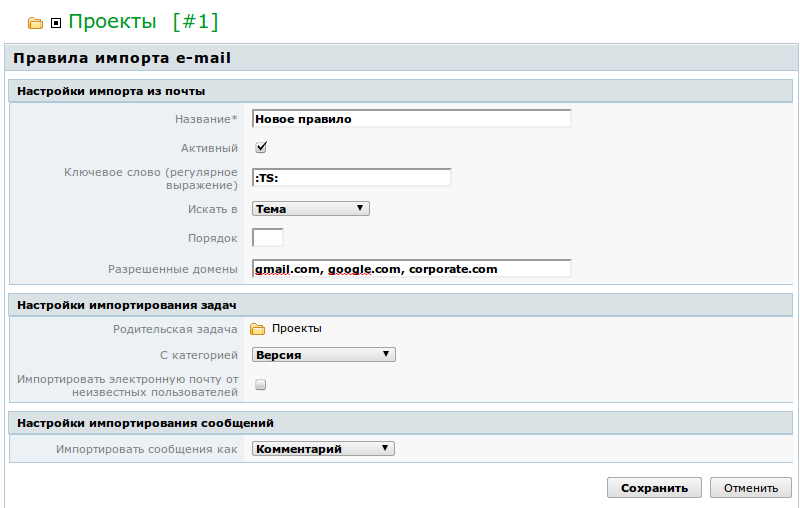 Проекты [#1]
Правила импорта e-mail
Настройки импорта из почты
Название* Новое правило
Активный
Ключевое слово (регулярное
выражение) :TS:
Искать в Тема
Порядок
Разрешенные домены gmail.com, google.com, corporate.com
Настройки импортирования задач
Родительская задача Проекты
С категорией Версия
Импортировать электронную почту от
неизвестных пользователей
Настройки импортирования сообщений
Импортировать сообщения как Комментарий
Сохранить Отменить